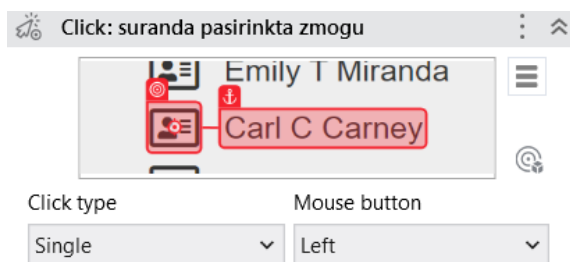 Click: suranda pasirinkta zmogu
Emily T Miranda
Carl C Carney
Click type
Mouse button
Single
Left